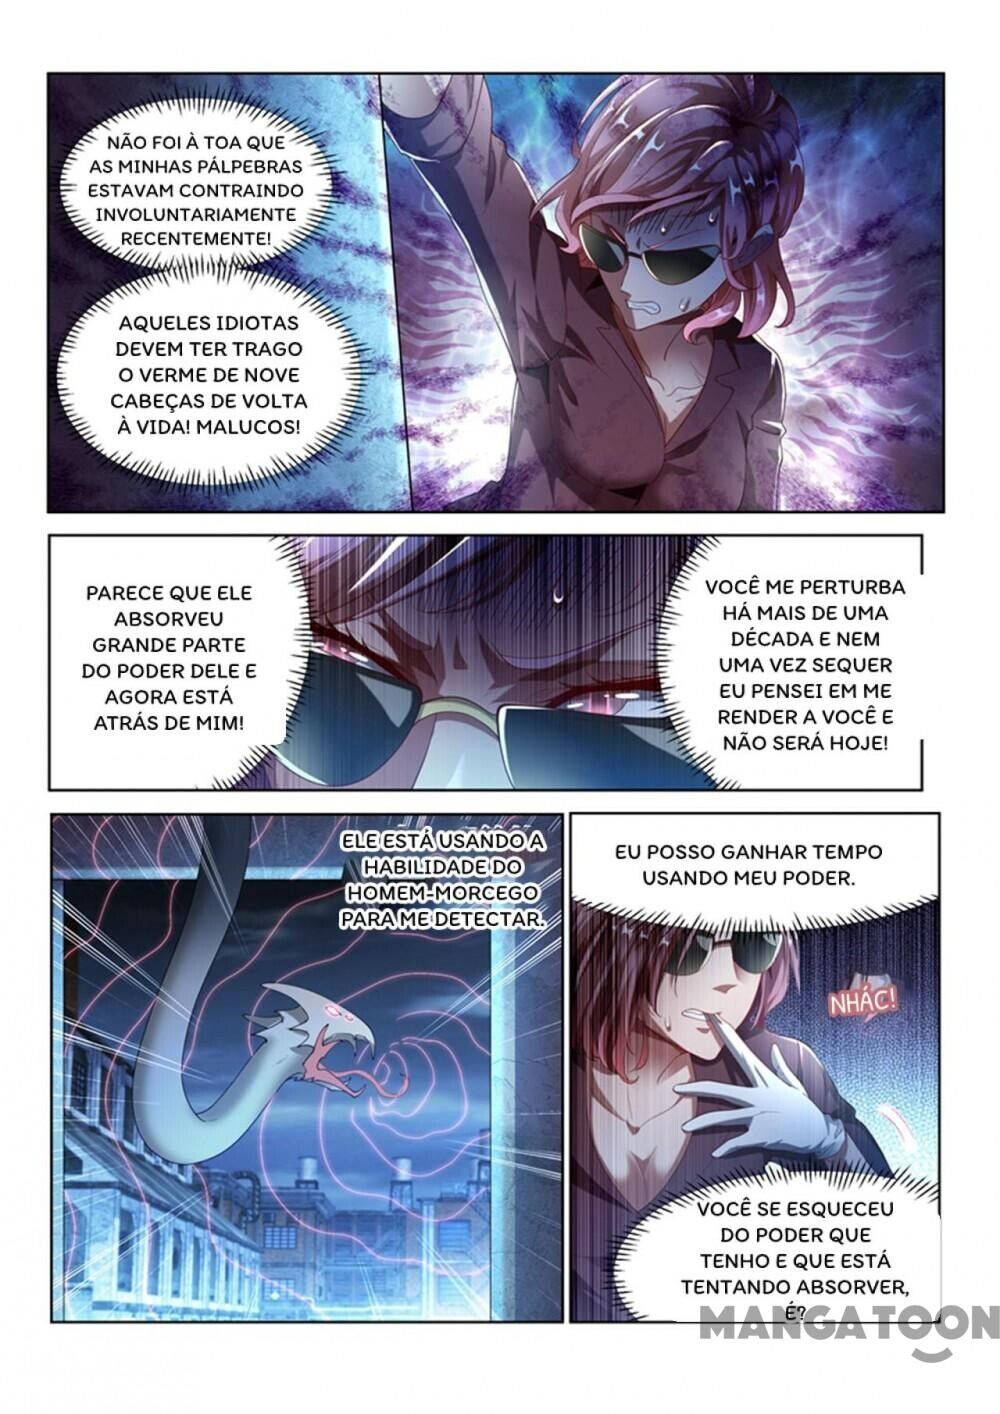 NÃO FOI À TOA QUE
AS MINHAS PÁLPEBRAS
ESTAVAM CONTRAINDO
INVOLUNTARIAMENTE
RECENTEMENTE!
AQUELES IDIOTAS
DEVEM TER TRAGO
O VERME DE NOVE
CABEÇAS DE VOLTA
À VIDA! MALUCOS!
PARECE QUE ELE
ABSORVEU
GRANDE PARTE
DO PODER DELE E
AGORA ESTÁ
ATRÁS DE MIM!
VOCÊ ME PERTURBA
HÁ MAIS DE UMA
DÉCADA E NEM
UMA VEZ SEQUER
EU PENSEI EM ME
RENDER A VOCÊ E
NÃO SERÁ HOJE!
ELE ESTÁ USANDO A
HABILIDADE DO
HOMEM-MORCEGO
PARA ME DETECTAR.
EU POSSO GANHAR TEMPO
USANDO MEU PODER.
NHÁC!
VOCÊ SE ESQUECEU
DO PODER QUE
TENHO E QUE ESTÁ
TENTANDO ABSORVER,
É?
MANGATOON